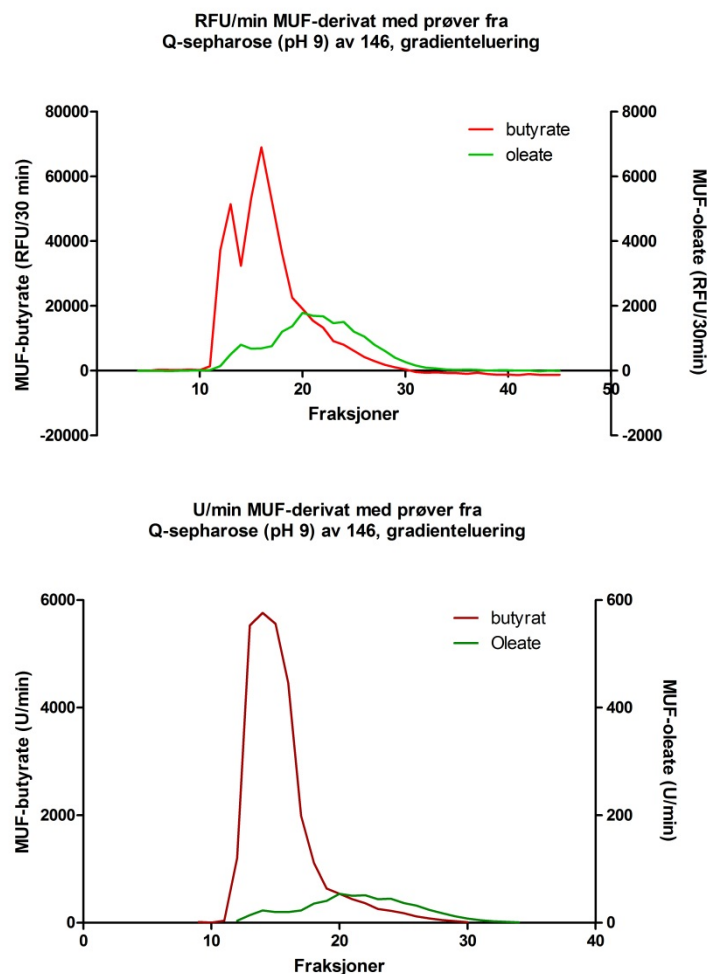 RFU/min MUF-derivat med prøver fra
Q-sepharose (pH 9) av 146, gradienteluering
MUF-butyrate (RFU/30 min)
80000
60000
40000
20000
0
-20000
butyrate
oleate
8000
6000
4000
2000
0
-2000
MUF-oleate (RFU/30min)
10
20
30
40
50
Fraksjoner
U/min MUF-derivat med prøver fra
Q-sepharose (pH 9) av 146, gradienteluering
MUF-butyrate (U/min)
6000
4000
2000
0
butyrat
Oleate
600
400
200
0
MUF-oleate (U/min)
0
10
20
30
40
Fraksjoner